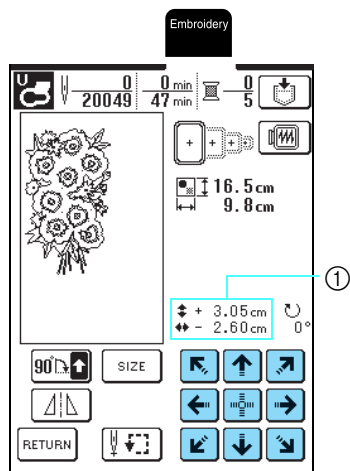 Embroidery
U 0 0 min 0
20049 47 min 5
16.5cm
9.8cm
+ 3.05cm
- 2.60cm 0°
①
90° SIZE
RETURN